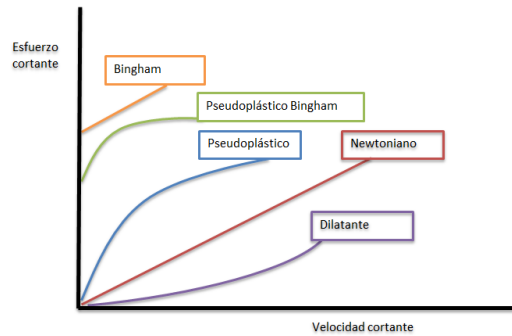 Esfuerzo
cortante
Bingham
Pseudoplástico Bingham
Pseudoplástico
Newtoniano
Dilatante
Velocidad cortante